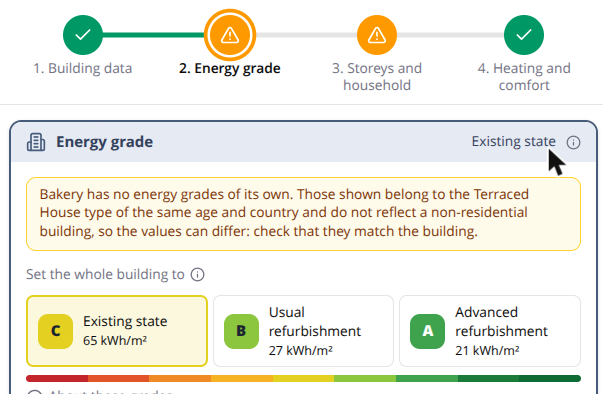 1. Building data
2. Energy grade
3. Storeys and
household
4. Heating and
comfort
Energy grade
Existing state
Bakery has no energy grades of its own. Those shown belong to the Terraced
House type of the same age and country and do not reflect a non-residential
building, so the values can differ: check that they match the building.
Set the whole building to
C
Existing state
65 kWh/m²
B
Usual
refurbishment
27 kWh/m²
A
Advanced
refurbishment
21 kWh/m²
About these grades